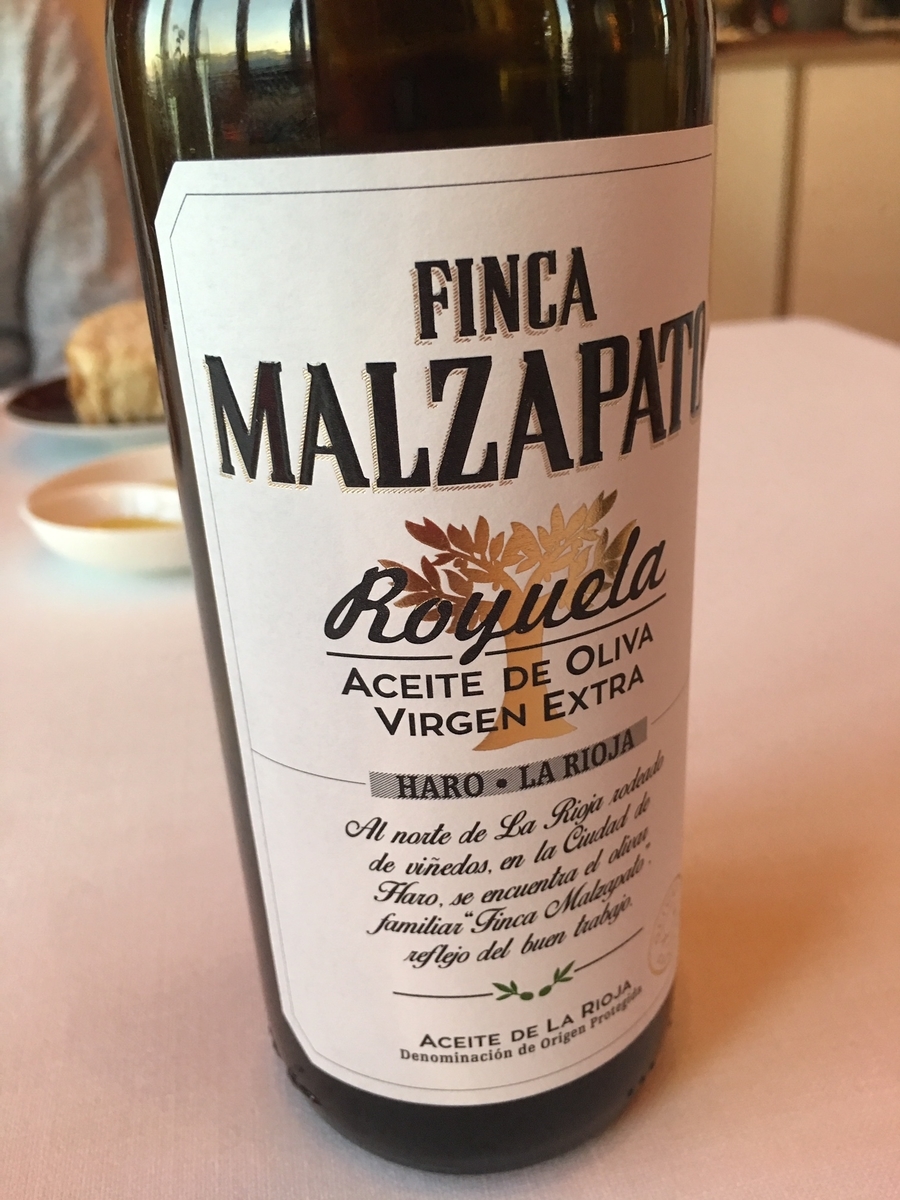 FINCA
MALZAPATO
Royuela
ACEITE DE OLIVA
VIRGEN EXTRA
HARO • LA RIOJA
Al norte de La Rioja rodeado
de viñedos, en la Ciudad de
Haro, se encuentra el olivar
familiar "Finca Malzapato",
reflejo del buen trabajo.
ACEITE DE LA RIOJA
Denominación de Origen Protegida